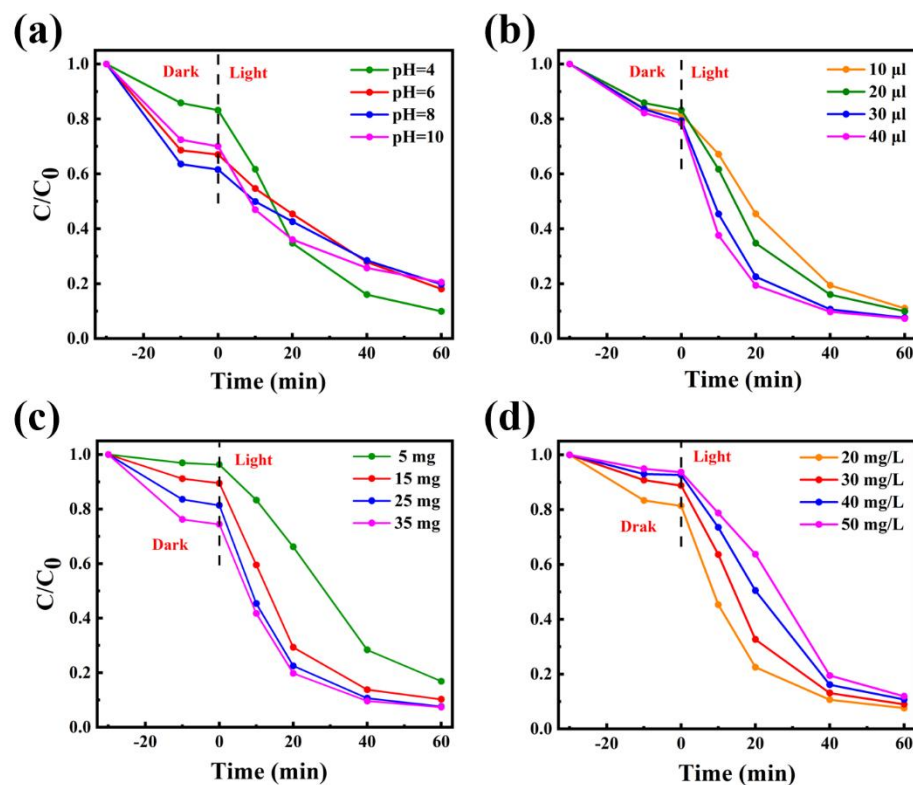 (a)
Dark
Light
pH=4
pH=6
pH=8
pH=10
C/C0
1.0
0.8
0.6
0.4
0.2
0.0
-20
0
20
40
60
Time (min)
(b)
Dark
Light
10 μl
20 μl
30 μl
40 μl
C/C0
1.0
0.8
0.6
0.4
0.2
0.0
-20
0
20
40
60
Time (min)
(c)
Light
Dark
5 mg
15 mg
25 mg
35 mg
C/C0
1.0
0.8
0.6
0.4
0.2
0.0
-20
0
20
40
60
Time (min)
(d)
Light
Drak
20 mg/L
30 mg/L
40 mg/L
50 mg/L
C/C0
1.0
0.8
0.6
0.4
0.2
0.0
-20
0
20
40
60
Time (min)